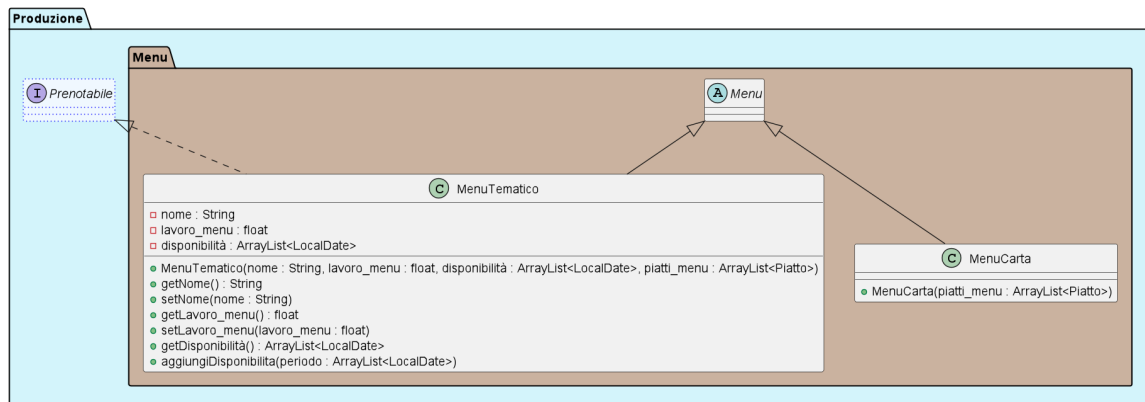 Produzione
Menu
I Prenotabile
A Menu
C MenuTematico
nome : String
lavoro_menu : float
disponibilità : ArrayList<LocalDate>
MenuTematico(nome : String, lavoro_menu : float, disponibilità : ArrayList<LocalDate>, piatti_menu : ArrayList<Piatto>)
getNome() : String
setNome(nome : String)
getLavoro_menu() : float
setLavoro_menu(lavoro_menu : float)
getDisponibilità() : ArrayList<LocalDate>
aggiungiDisponibilita(periodo : ArrayList<LocalDate>)
C MenuCarta
MenuCarta(piatti_menu : ArrayList<Piatto>)